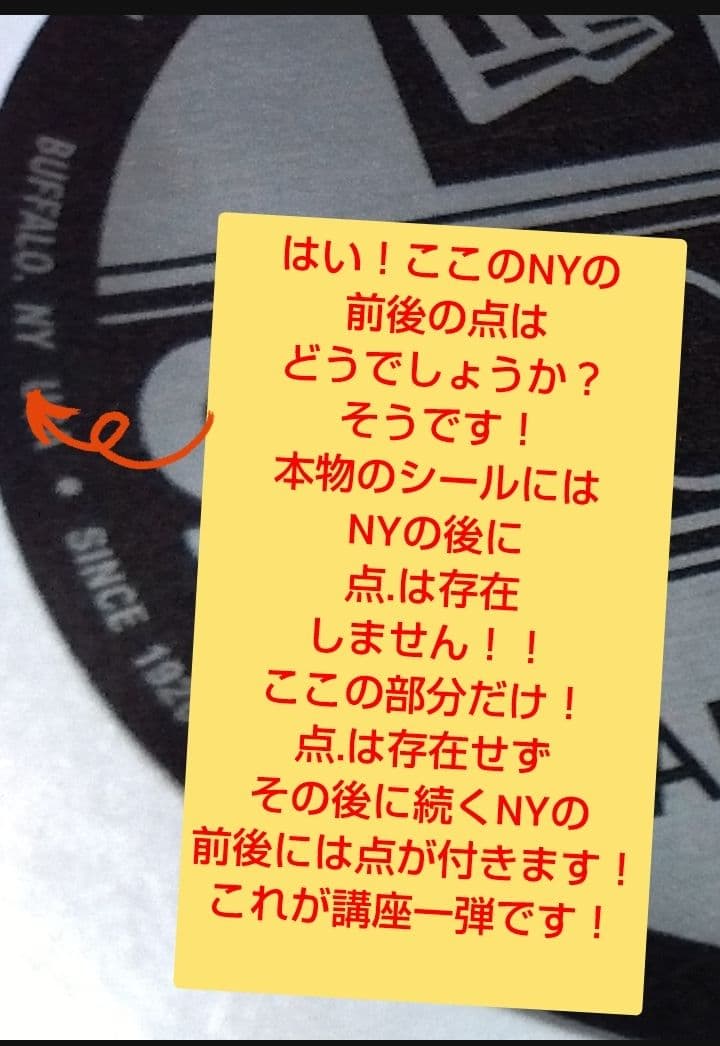 BUFFALO, NY
SINCE
はい！ここのNYの
前後の点は
どうでしょうか？
そうです！
本物のシールには
NYの後に
点.は存在
しません！！
ここの部分だけ！
点.は存在せず
その後に続くNYの
前後には点が付きます！
これが講座一弾です！